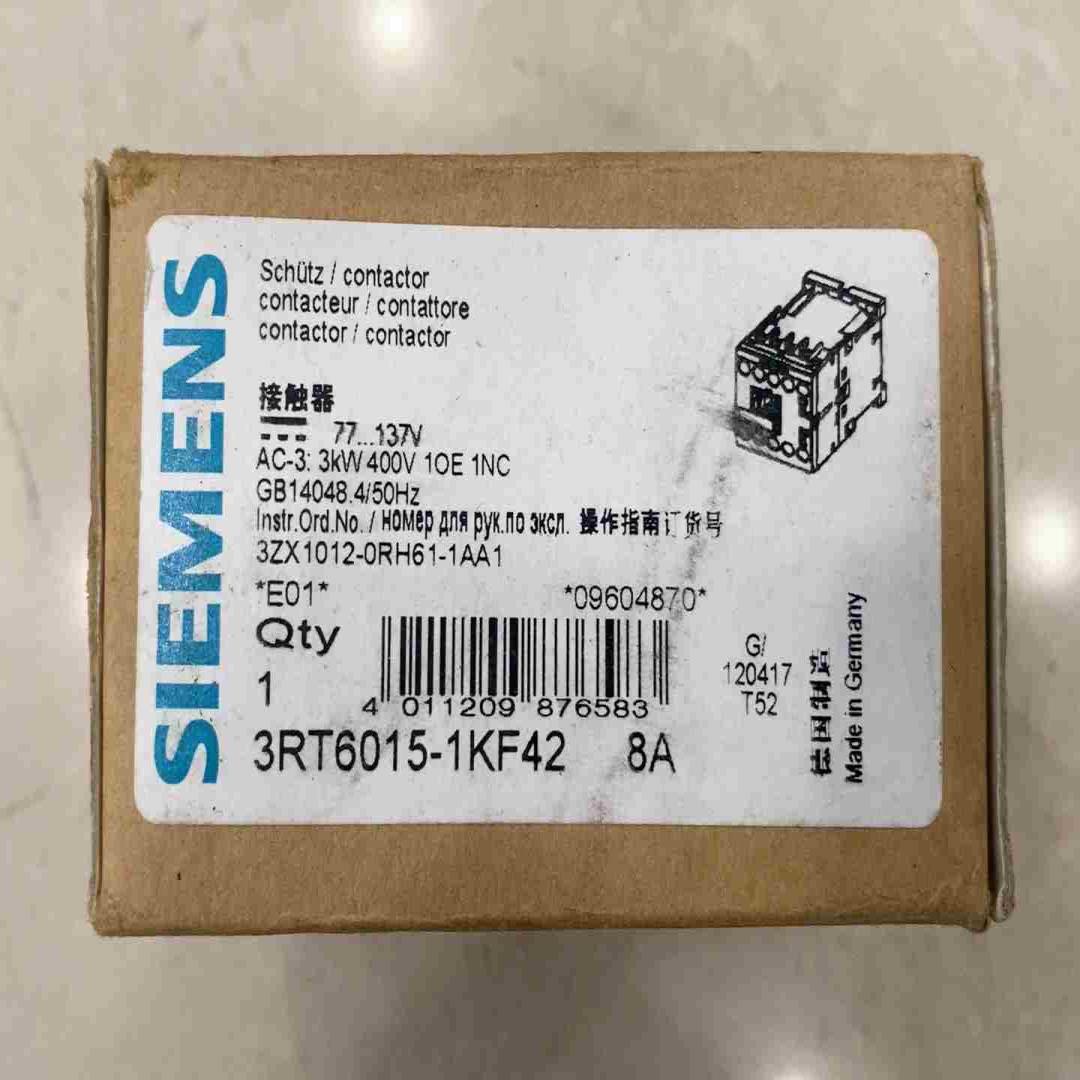 SIEMENS
Schütz / contactor
contacteur / contattore
contactor / contactor
接触器
77...137V
AC-3: 3kW 400V 1OE 1NC
GB14048.4/50Hz
Instr.Ord.No. / номер для рук.по эксл. 操作指南订货号
3ZX1012-0RH61-1AA1
*E01* *09604870*
Qty
1
4 011209 876583
G/
120417
T52
德国制造
Made in Germany
3RT6015-1KF42 8A